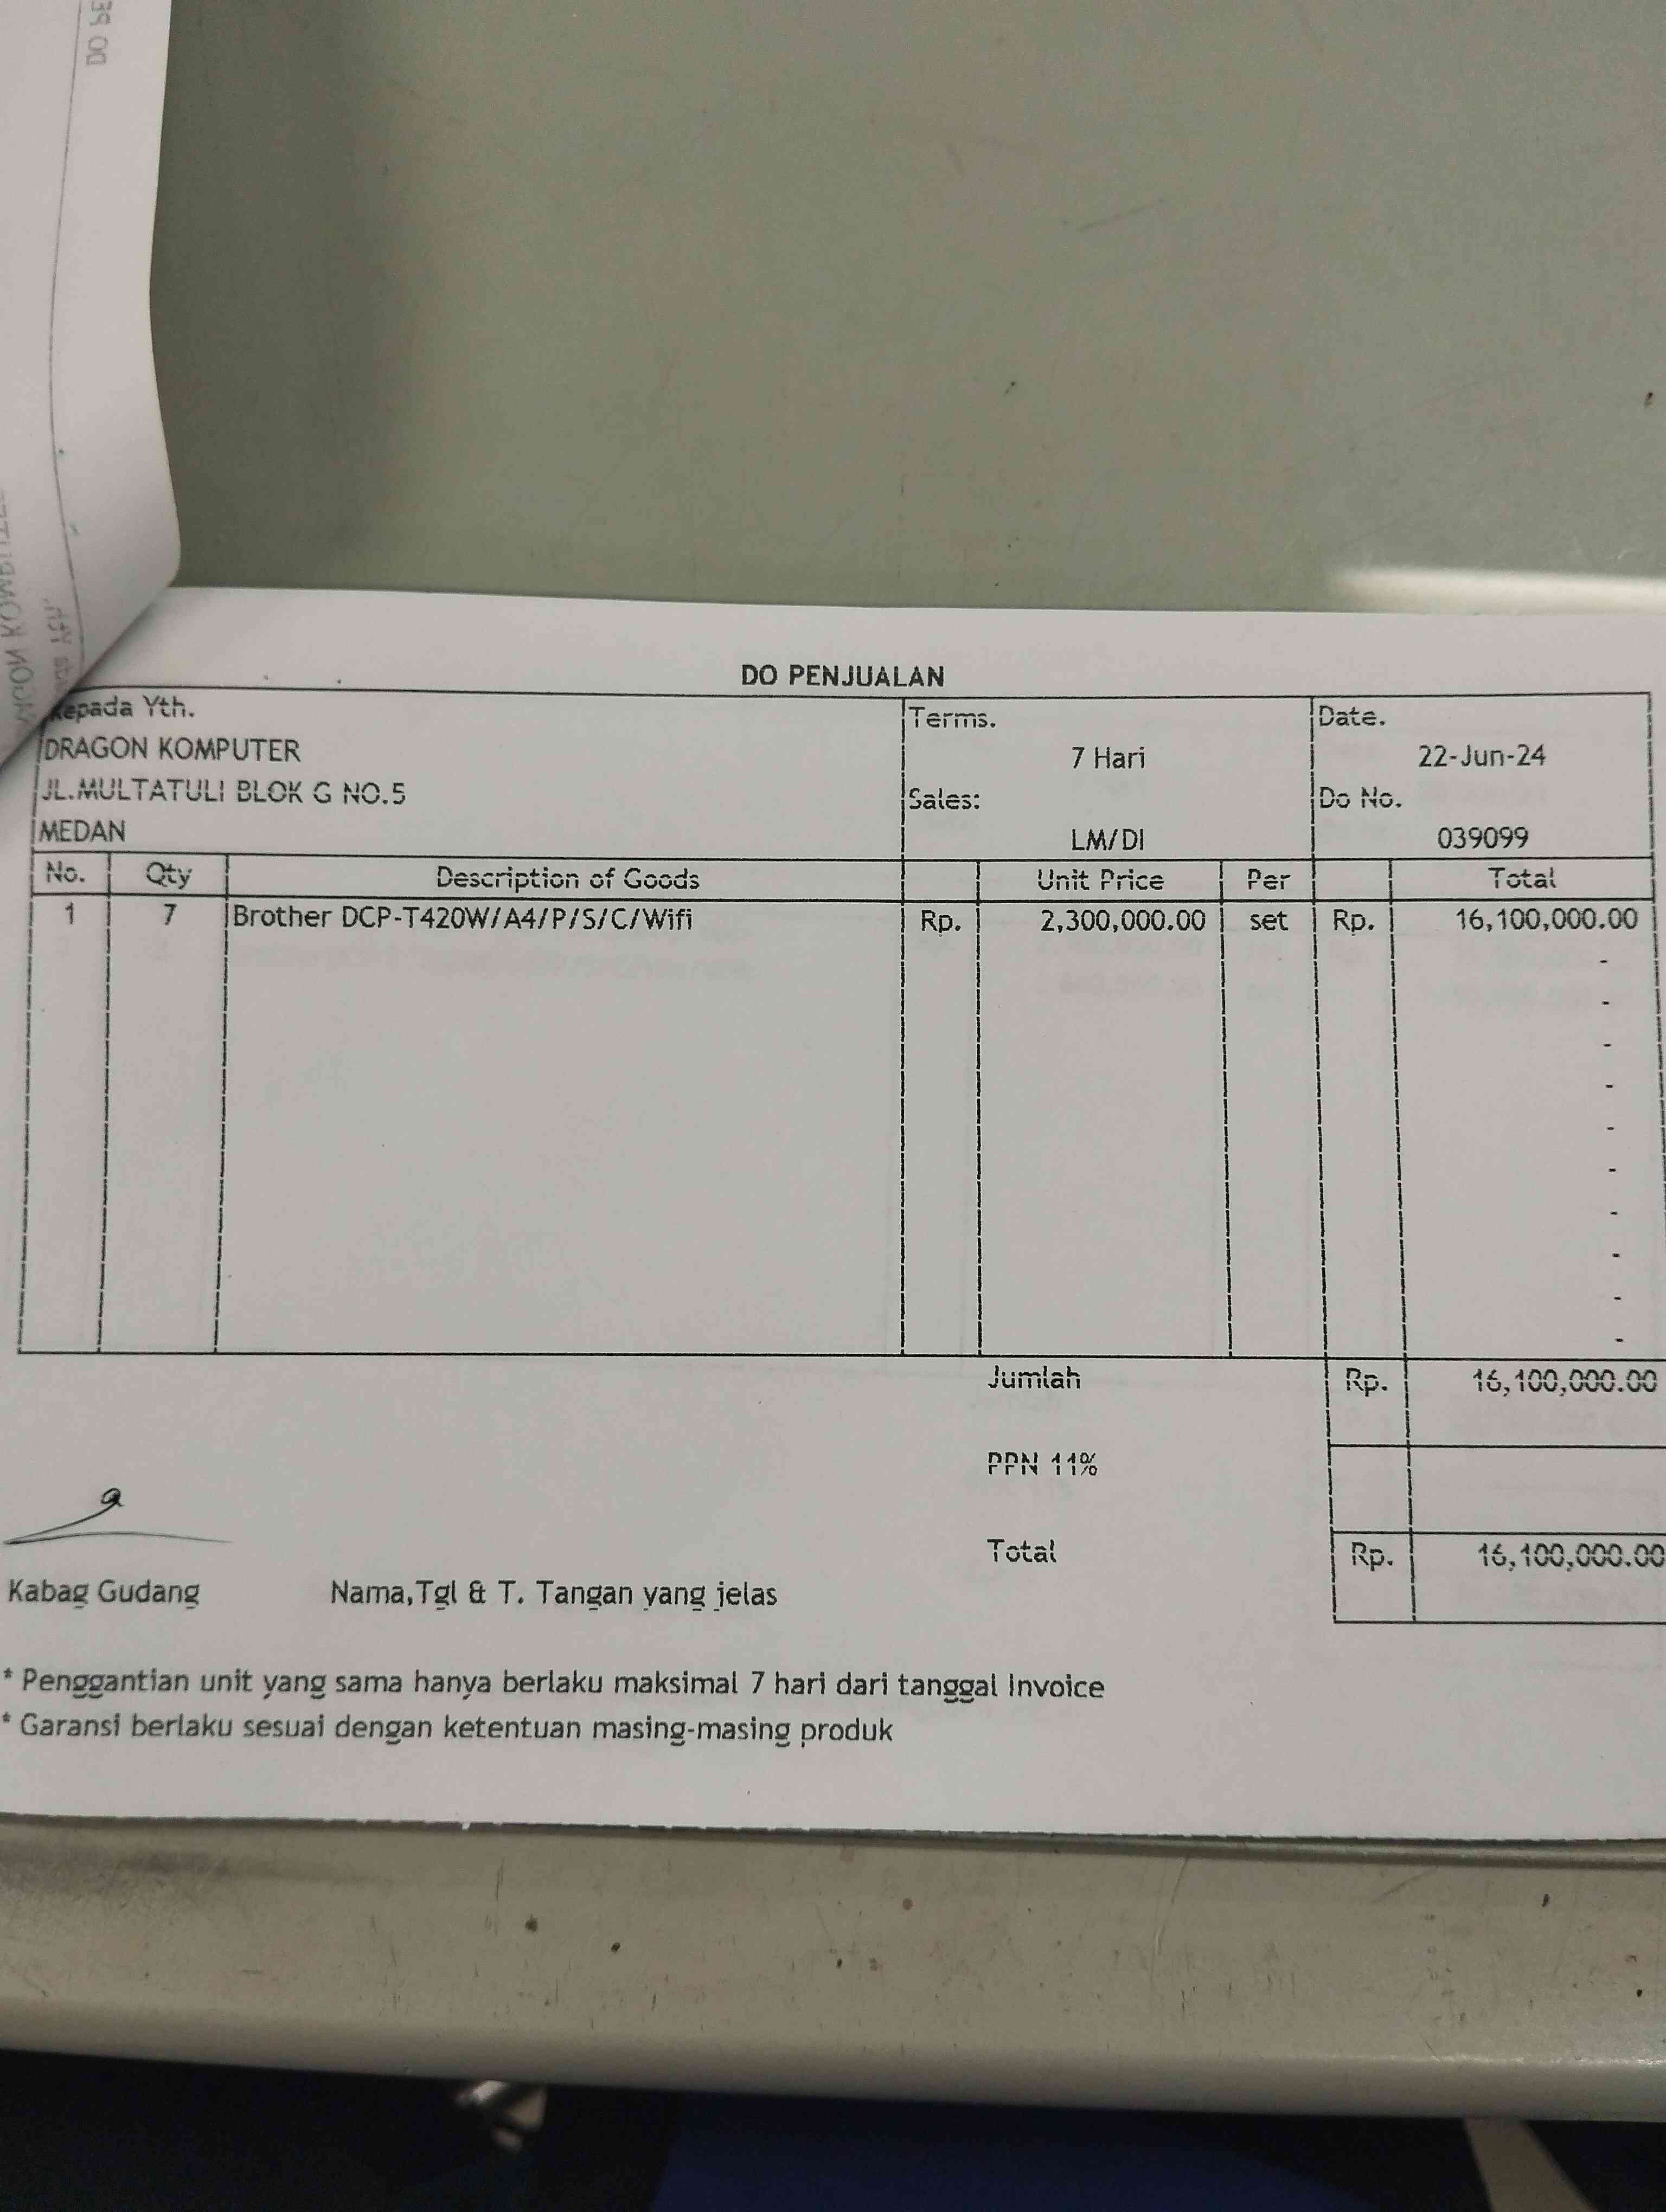 DO PE
DO PENJUALAN
Kepada Yth.
DRAGON KOMPUTER
JL.MULTATULI BLOK G NO.5
MEDAN
Terms.
7 Hari
Sales:
LM/DI
Date.
22-Jun-24
Do No.
039099
No. Qty Description of Goods Unit Price Per Total
1 7 Brother DCP-T420W/A4/P/S/C/Wifi Rp. 2,300,000.00 set Rp. 16,100,000.00
-
-
-
-
-
-
-
-
-
-
Jumlah Rp. 16,100,000.00
PPN 11%
Total Rp. 16,100,000.00
Kabag Gudang Nama,Tgl & T. Tangan yang jelas
* Penggantian unit yang sama hanya berlaku maksimal 7 hari dari tanggal Invoice
* Garansi berlaku sesuai dengan ketentuan masing-masing produk